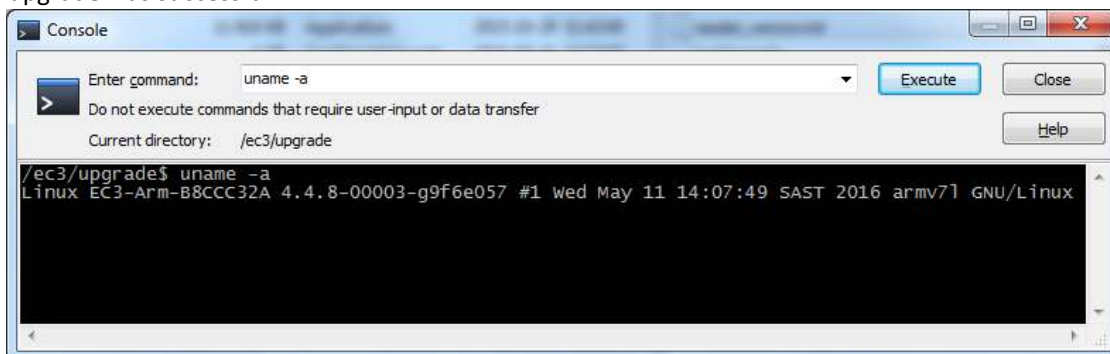 Console
Enter command: uname -a Execute Close
Do not execute commands that require user-input or data transfer
Help
Current directory: /ec3/upgrade
/ec3/upgrade$ uname -a
Linux EC3-Arm-B8CCC32A 4.4.8-00003-g9f6e057 #1 Wed May 11 14:07:49 SAST 2016 armv7l GNU/Linux